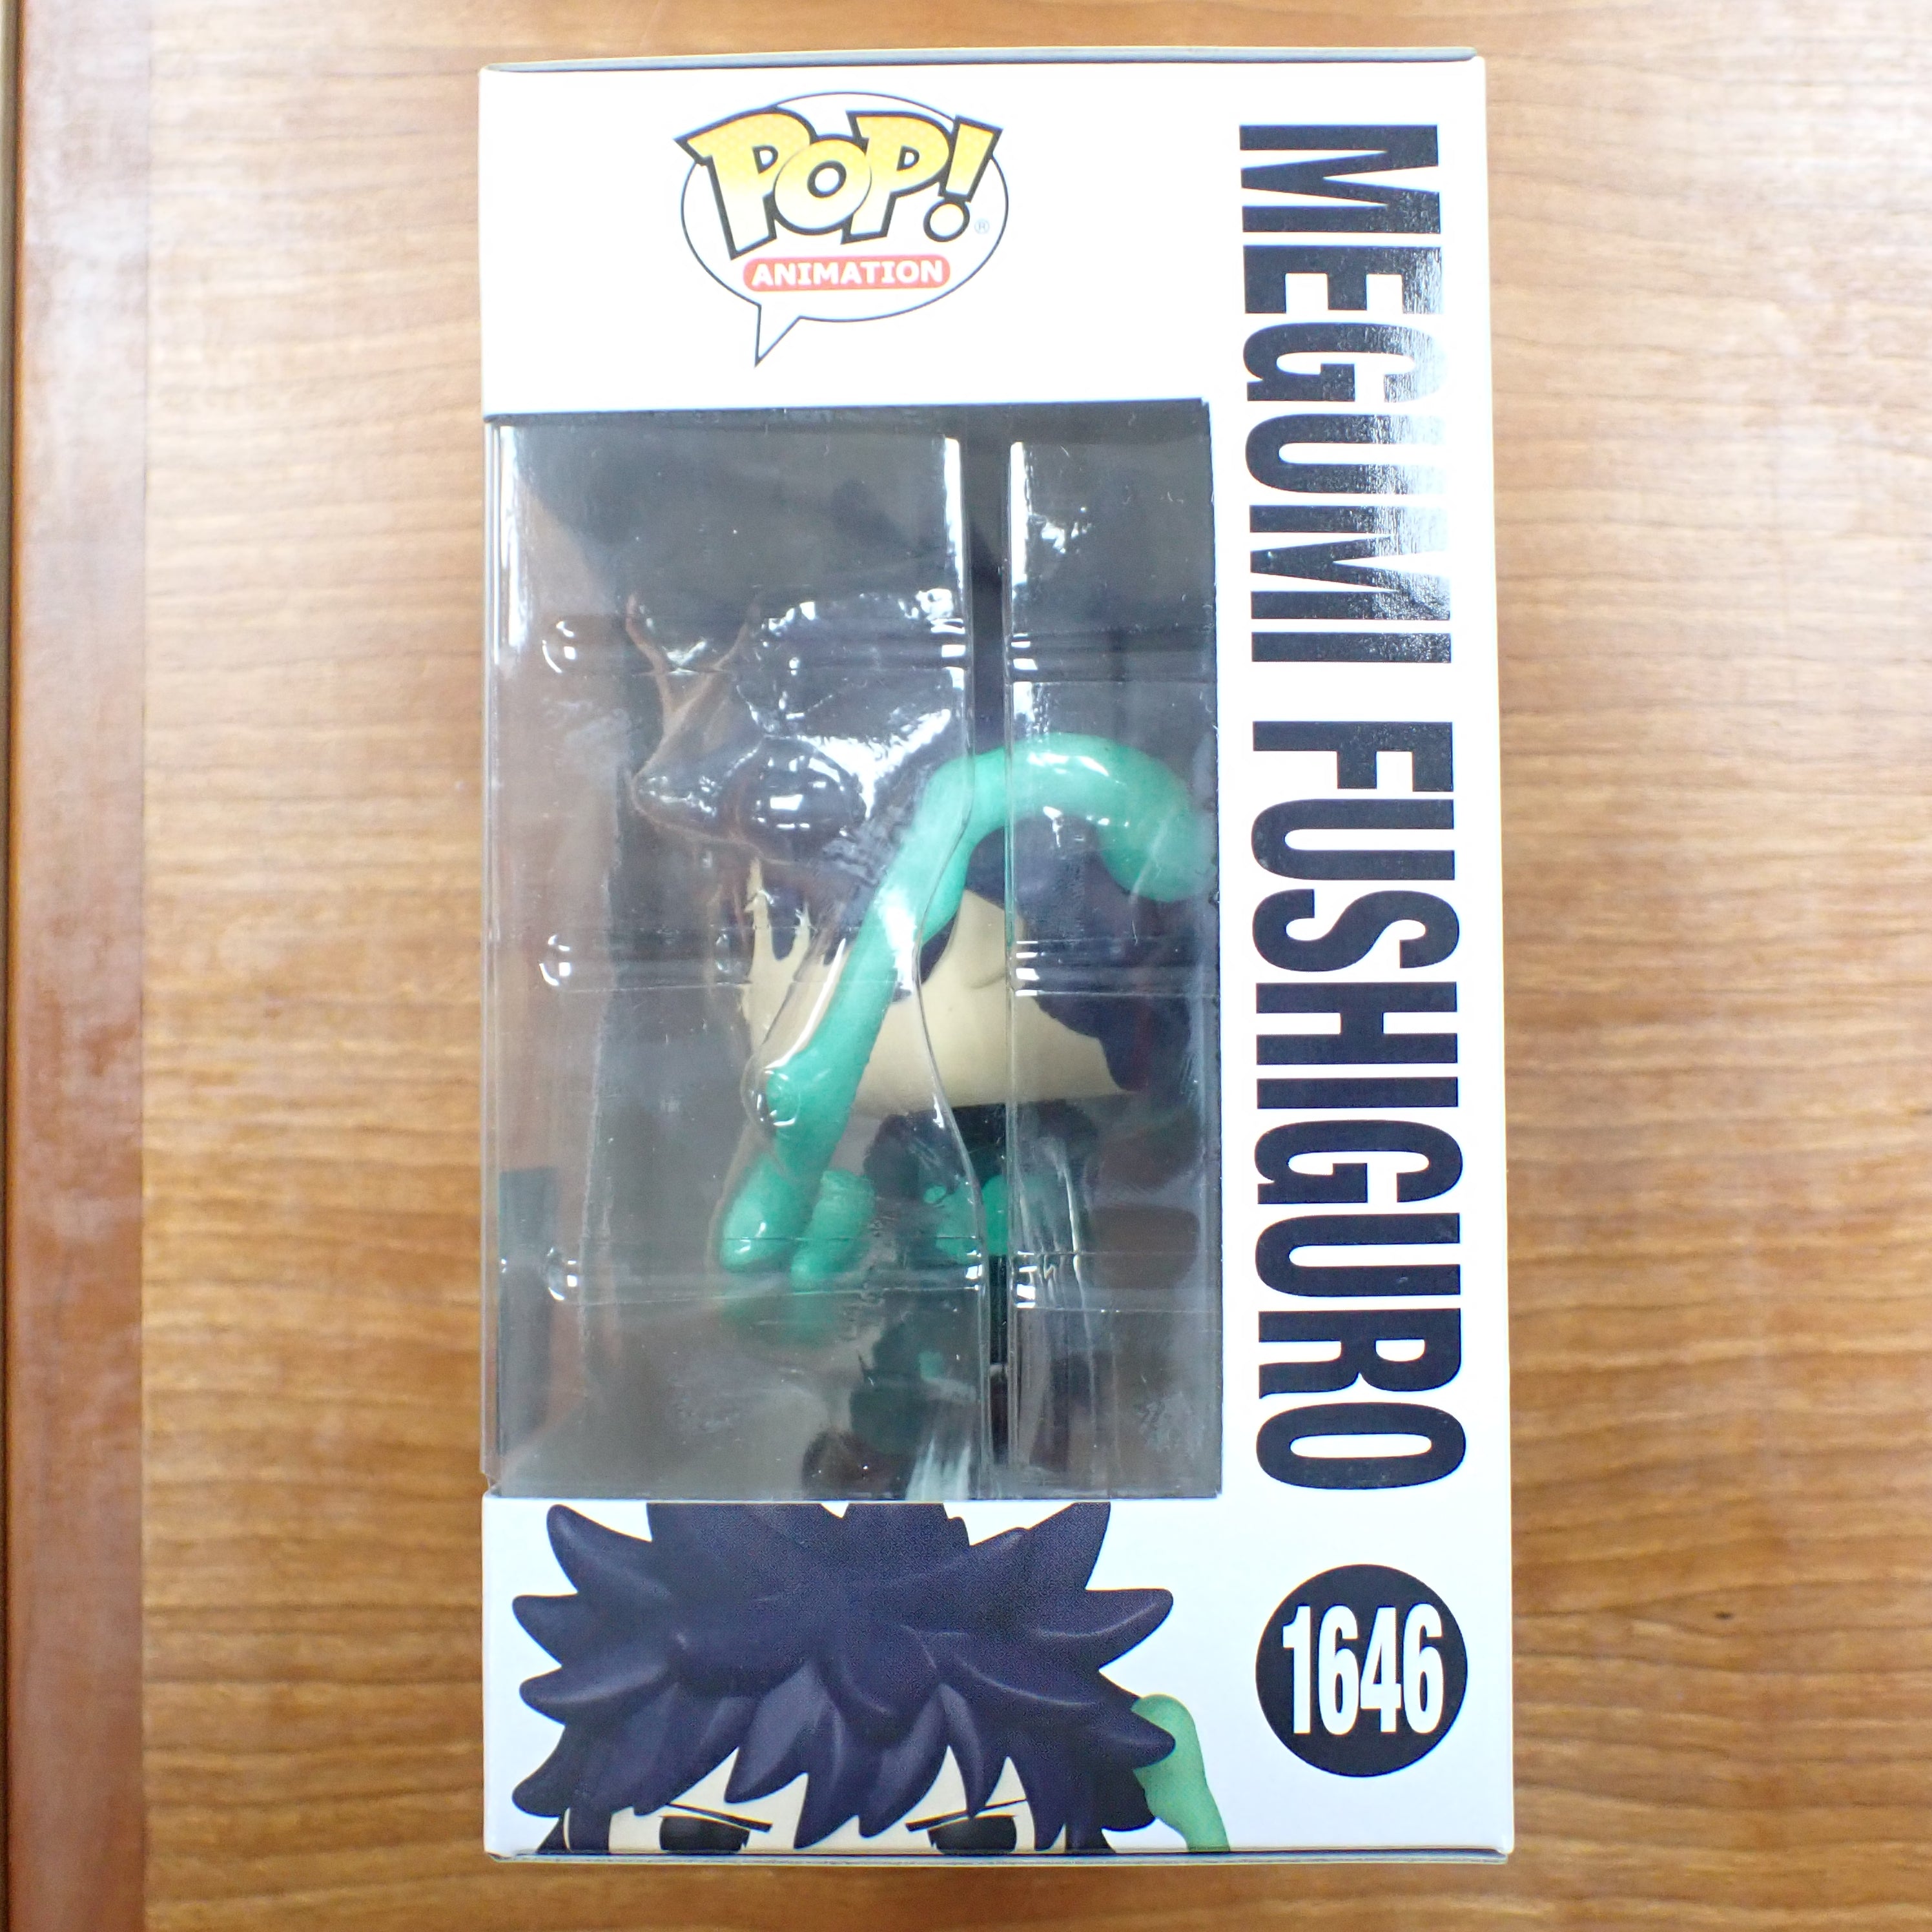 POP!
®
ANIMATION
MEGUMI FUSHIGURO
1646